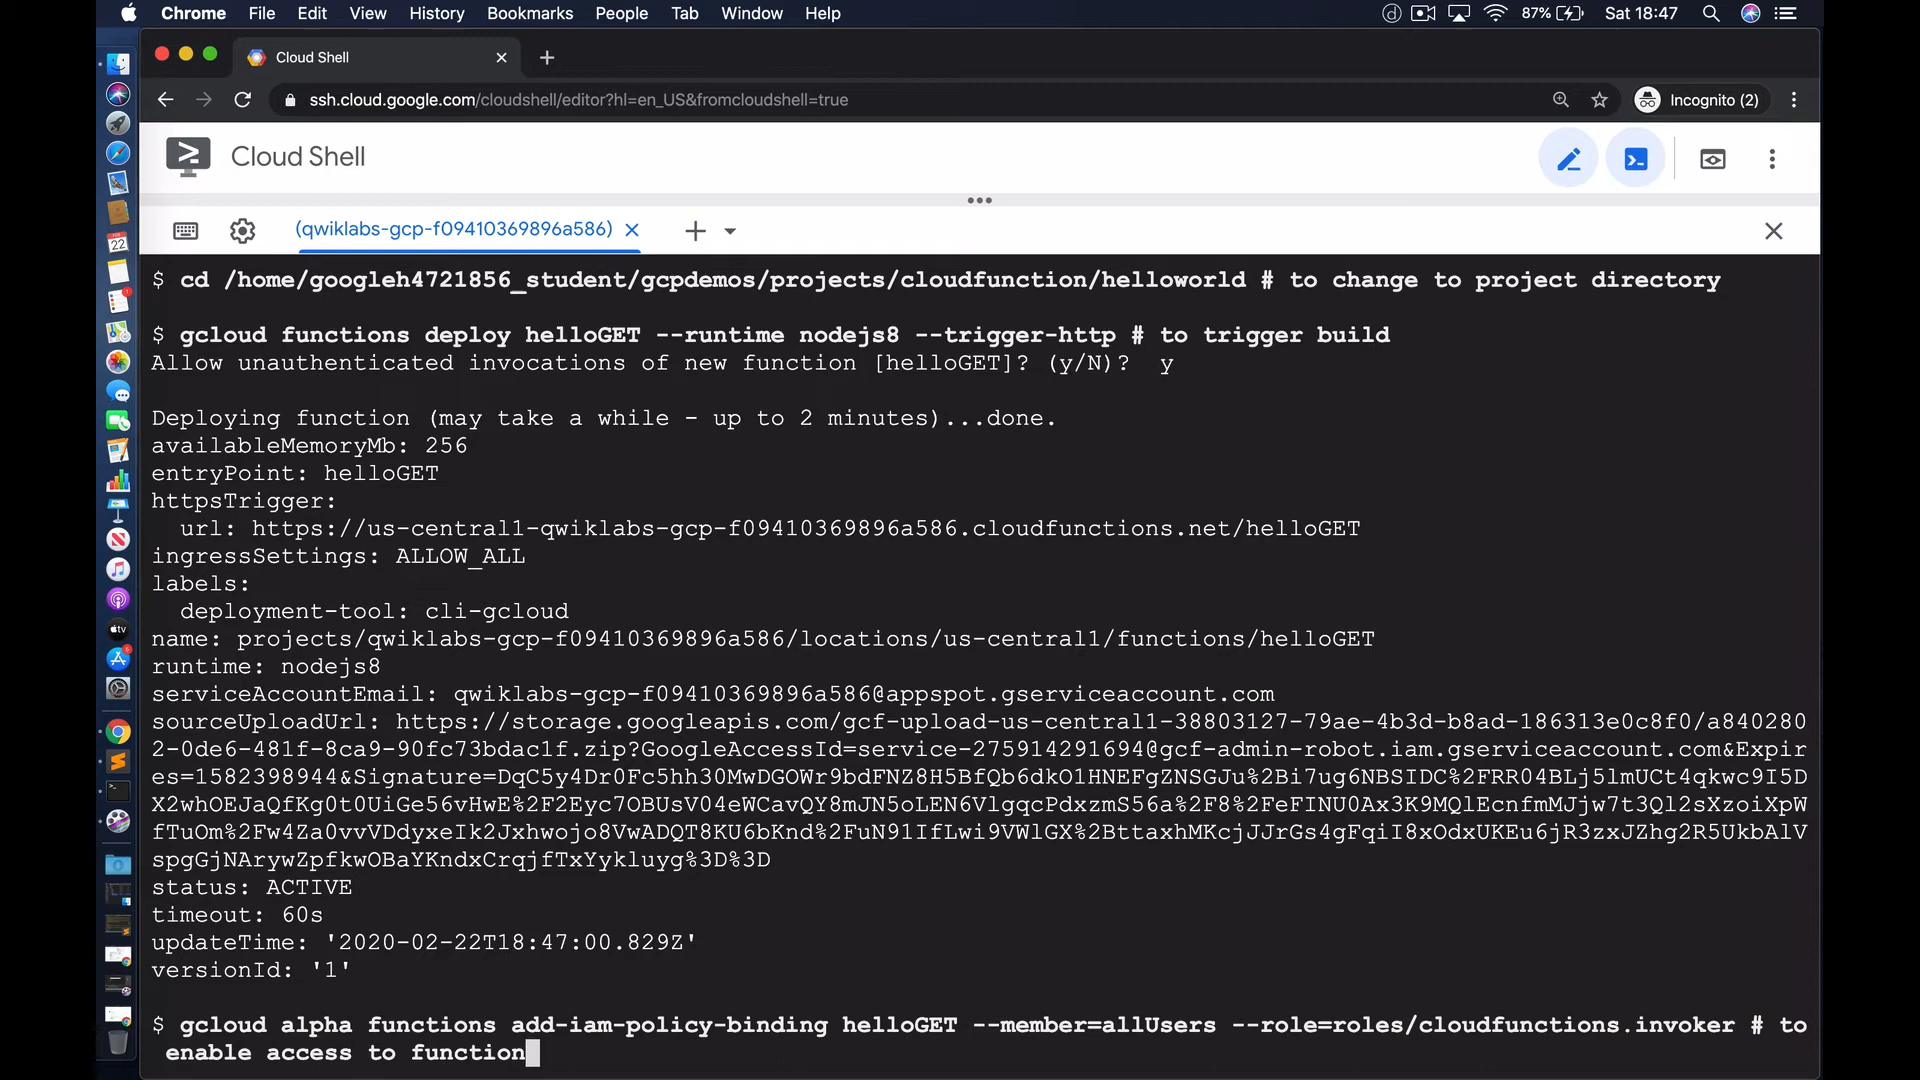 Chrome File Edit View History Bookmarks People Tab Window Help 87% Sat 18:47
Cloud Shell
ssh.cloud.google.com/cloudshell/editor?hl=en_US&fromcloudshell=true Incognito (2)
Cloud Shell
(qwiklabs-gcp-f09410369896a586)
$ cd /home/googleh4721856_student/gcpdemos/projects/cloudfunction/helloworld # to change to project directory
$ gcloud functions deploy helloGET --runtime nodejs8 --trigger-http # to trigger build
Allow unauthenticated invocations of new function [helloGET]? (y/N)? y
Deploying function (may take a while - up to 2 minutes)...done.
availableMemoryMb: 256
entryPoint: helloGET
httpsTrigger:
url: https://us-central1-qwiklabs-gcp-f09410369896a586.cloudfunctions.net/helloGET
ingressSettings: ALLOW_ALL
labels:
deployment-tool: cli-gcloud
name: projects/qwiklabs-gcp-f09410369896a586/locations/us-central1/functions/helloGET
runtime: nodejs8
serviceAccountEmail: qwiklabs-gcp-f09410369896a586@appspot.gserviceaccount.com
sourceUploadUrl: https://storage.googleapis.com/gcf-upload-us-central1-38803127-79ae-4b3d-b8ad-186313e0c8f0/a840280
2-0de6-481f-8ca9-90fc73bdac1f.zip?GoogleAccessId=service-275914291694@gcf-admin-robot.iam.gserviceaccount.com&Expir
es=1582398944&Signature=DqC5y4Dr0Fc5hh30MwDGOWr9bdFNZ8H5BfQb6dkO1HNEFgZNSGJu%2Bi7ug6NBSIDC%2FRR04BLj5lmUCt4qkwc9I5D
X2whOEJaQfKg0t0UiGe56vHwE%2F2Eyc7OBUsV04eWCavQY8mJN5oLEN6VlgqcPdxzmS56a%2F8%2FeFINU0Ax3K9MQlEcnfmMJjw7t3Ql2sXzoiXpW
fTuOm%2Fw4Za0vvVDdyxeIk2Jxhwojo8VwADQT8KU6bKnd%2FuN91IfLwi9VWlGX%2BttaxhMKcjJJrGs4gFqiI8xOdxUKEu6jR3zxJZhg2R5UkbAlV
spgGjNArywZpfkwOBaYKndxCrqjfTxYykluyg%3D%3D
status: ACTIVE
timeout: 60s
updateTime: '2020-02-22T18:47:00.829Z'
versionId: '1'
$ gcloud alpha functions add-iam-policy-binding helloGET --member=allUsers --role=roles/cloudfunctions.invoker # to
enable access to function